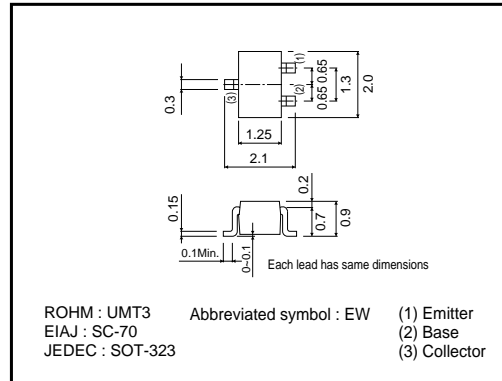 (1)
0.65
0.65
1.3
2.0
(2)
0.3
(3)
1.25
2.1
0.2
0.15
0.7
0.9
0.1Min.
0~0.1
Each lead has same dimensions
ROHM : UMT3
Abbreviated symbol : EW
(1) Emitter
EIAJ : SC-70
(2) Base
JEDEC : SOT-323
(3) Collector